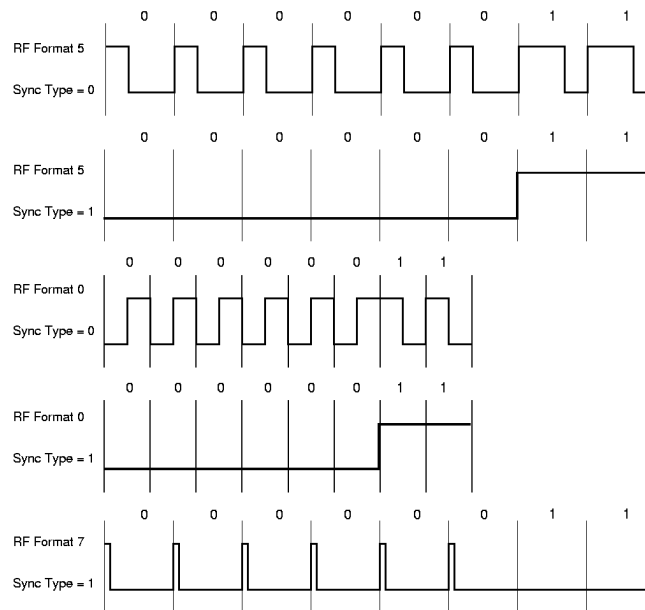 0 0 0 0 0 0 1 1
RF Format 5
Sync Type = 0
0 0 0 0 0 0 1 1
RF Format 5
Sync Type = 1
0 0 0 0 0 0 1 1
RF Format 0
Sync Type = 0
0 0 0 0 0 0 1 1
RF Format 0
Sync Type = 1
0 0 0 0 0 0 1 1
RF Format 7
Sync Type = 1